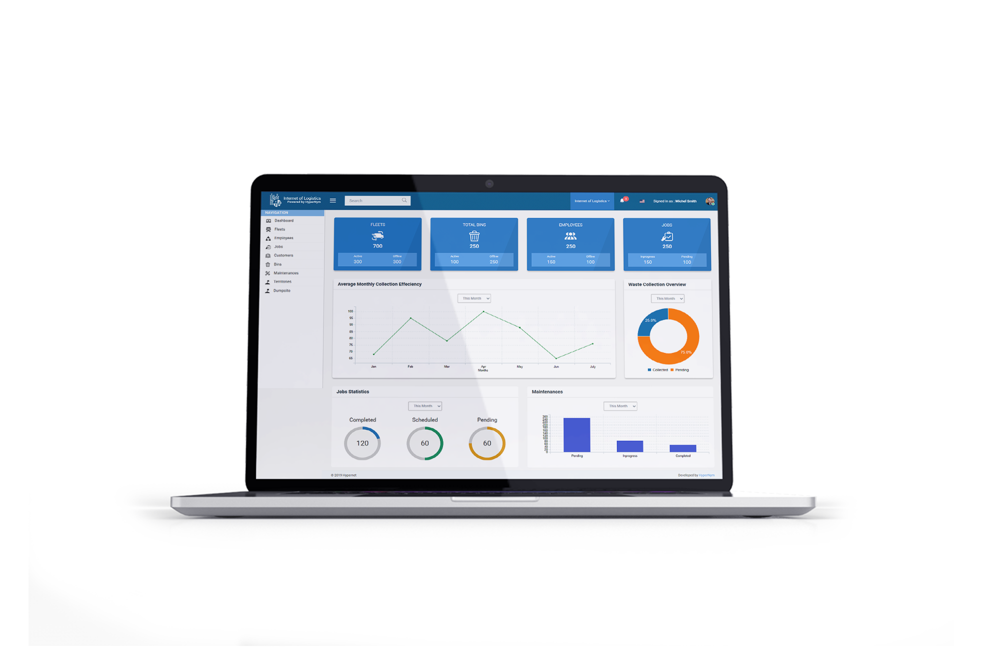 Internet of Logistics
Powered by HyperNym
Search
Internet of Logistics
Signed in as : Michel Smith
NAVIGATION
Dashboard
Fleets
Employees
Jobs
Customers
Bins
Maintenances
Territories
Dumpsite
FLEETS
700
Active Offline
300 300
TOTAL BINS
250
Active Offline
100 250
EMPLOYEES
250
Active Offline
150 100
JOBS
250
Inprogress Pending
150 100
Average Monthly Collection Effeciency
This Month
100
95
90
85
80
75
70
65
Jan Feb Mar Apr May Jun July
Months
Waste Collection Overview
This Month
25.0%
75.0%
Collected Pending
Jobs Statistics
This Month
Completed Scheduled Pending
120 60 60
Maintenances
This Month
260
240
220
200
180
160
140
120
100
80
60
40
20
0
Pending Inprogress Completed
© 2019 Hypernet
Developed by HyperNym